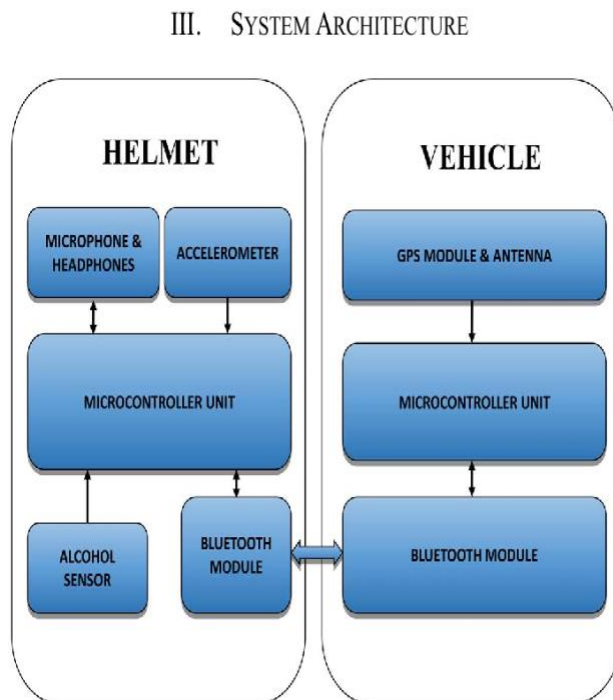 III. SYSTEM ARCHITECTURE
HELMET
MICROPHONE &
HEADPHONES
ACCELEROMETER
MICROCONTROLLER UNIT
ALCOHOL
SENSOR
BLUETOOTH
MODULE
VEHICLE
GPS MODULE & ANTENNA
MICROCONTROLLER UNIT
BLUETOOTH MODULE